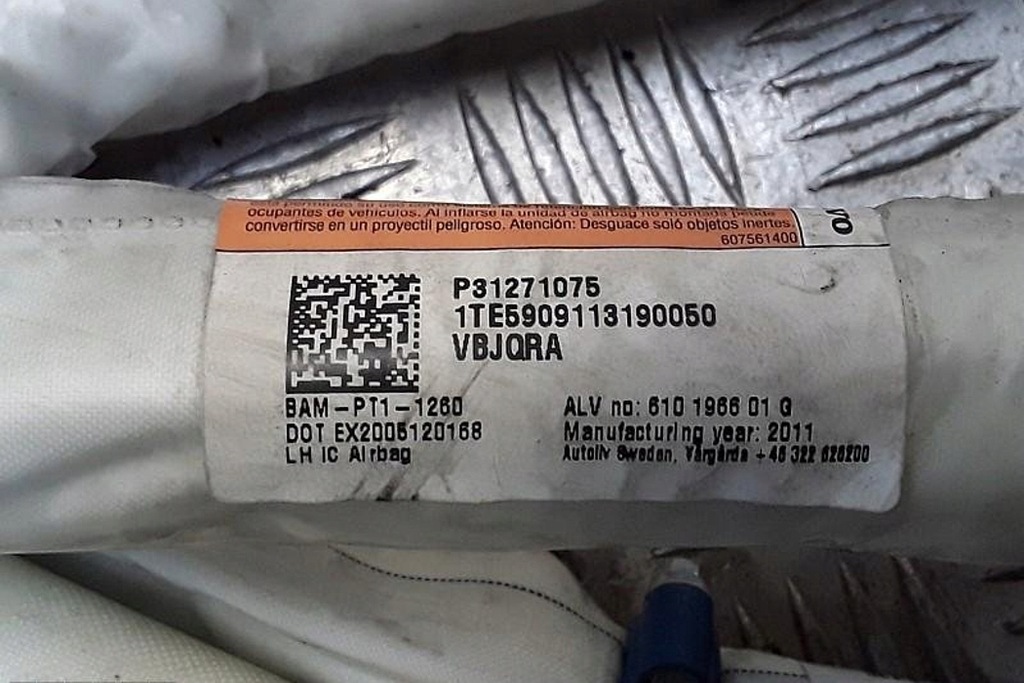 ocupantes de vehículos. Al inflarse la unidad de airbag no montada puede
convertirse en un proyectil peligroso. Atención: Desguace soló objetos inertes.
607561400
VO
P31271075
1TE5909113190050
VBJQRA
BAM-PT1-1260
DOT EX2005120168
LH IC Airbag
ALV no: 610 1966 01 G
Manufacturing year: 2011
Autoliv Sweden, Vårgårda +46 322 626200